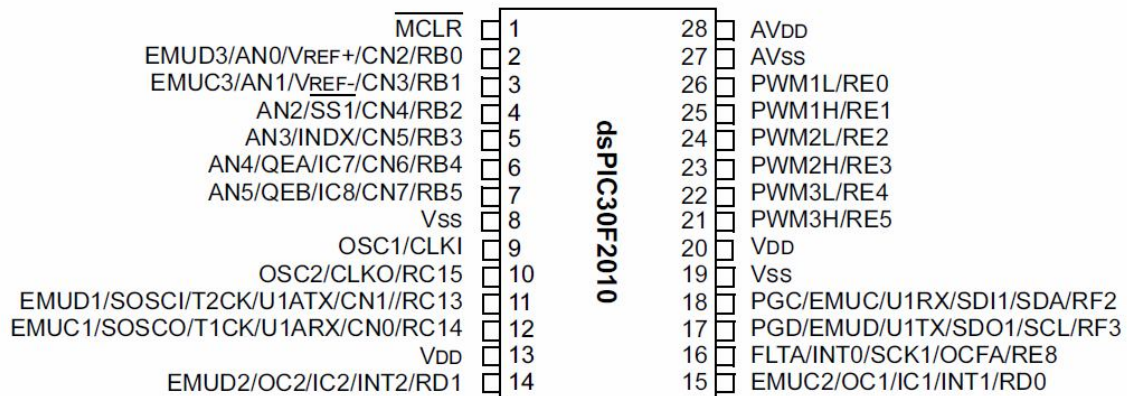 MCLR 1 28 AVDD
EMUD3/AN0/VREF+/CN2/RB0 2 27 AVss
EMUC3/AN1/VREF-/CN3/RB1 3 26 PWM1L/RE0
AN2/SS1/CN4/RB2 4 25 PWM1H/RE1
AN3/INDX/CN5/RB3 5 24 PWM2L/RE2
AN4/QEA/IC7/CN6/RB4 6 23 PWM2H/RE3
AN5/QEB/IC8/CN7/RB5 7 22 PWM3L/RE4
Vss 8 21 PWM3H/RE5
OSC1/CLKI 9 20 VDD
OSC2/CLKO/RC15 10 19 Vss
EMUD1/SOSCI/T2CK/U1ATX/CN1//RC13 11 18 PGC/EMUC/U1RX/SDI1/SDA/RF2
EMUC1/SOSCO/T1CK/U1ARX/CN0/RC14 12 17 PGD/EMUD/U1TX/SDO1/SCL/RF3
VDD 13 16 FLTA/INT0/SCK1/OCFA/RE8
EMUD2/OC2/IC2/INT2/RD1 14 15 EMUC2/OC1/IC1/INT1/RD0
dsPIC30F2010